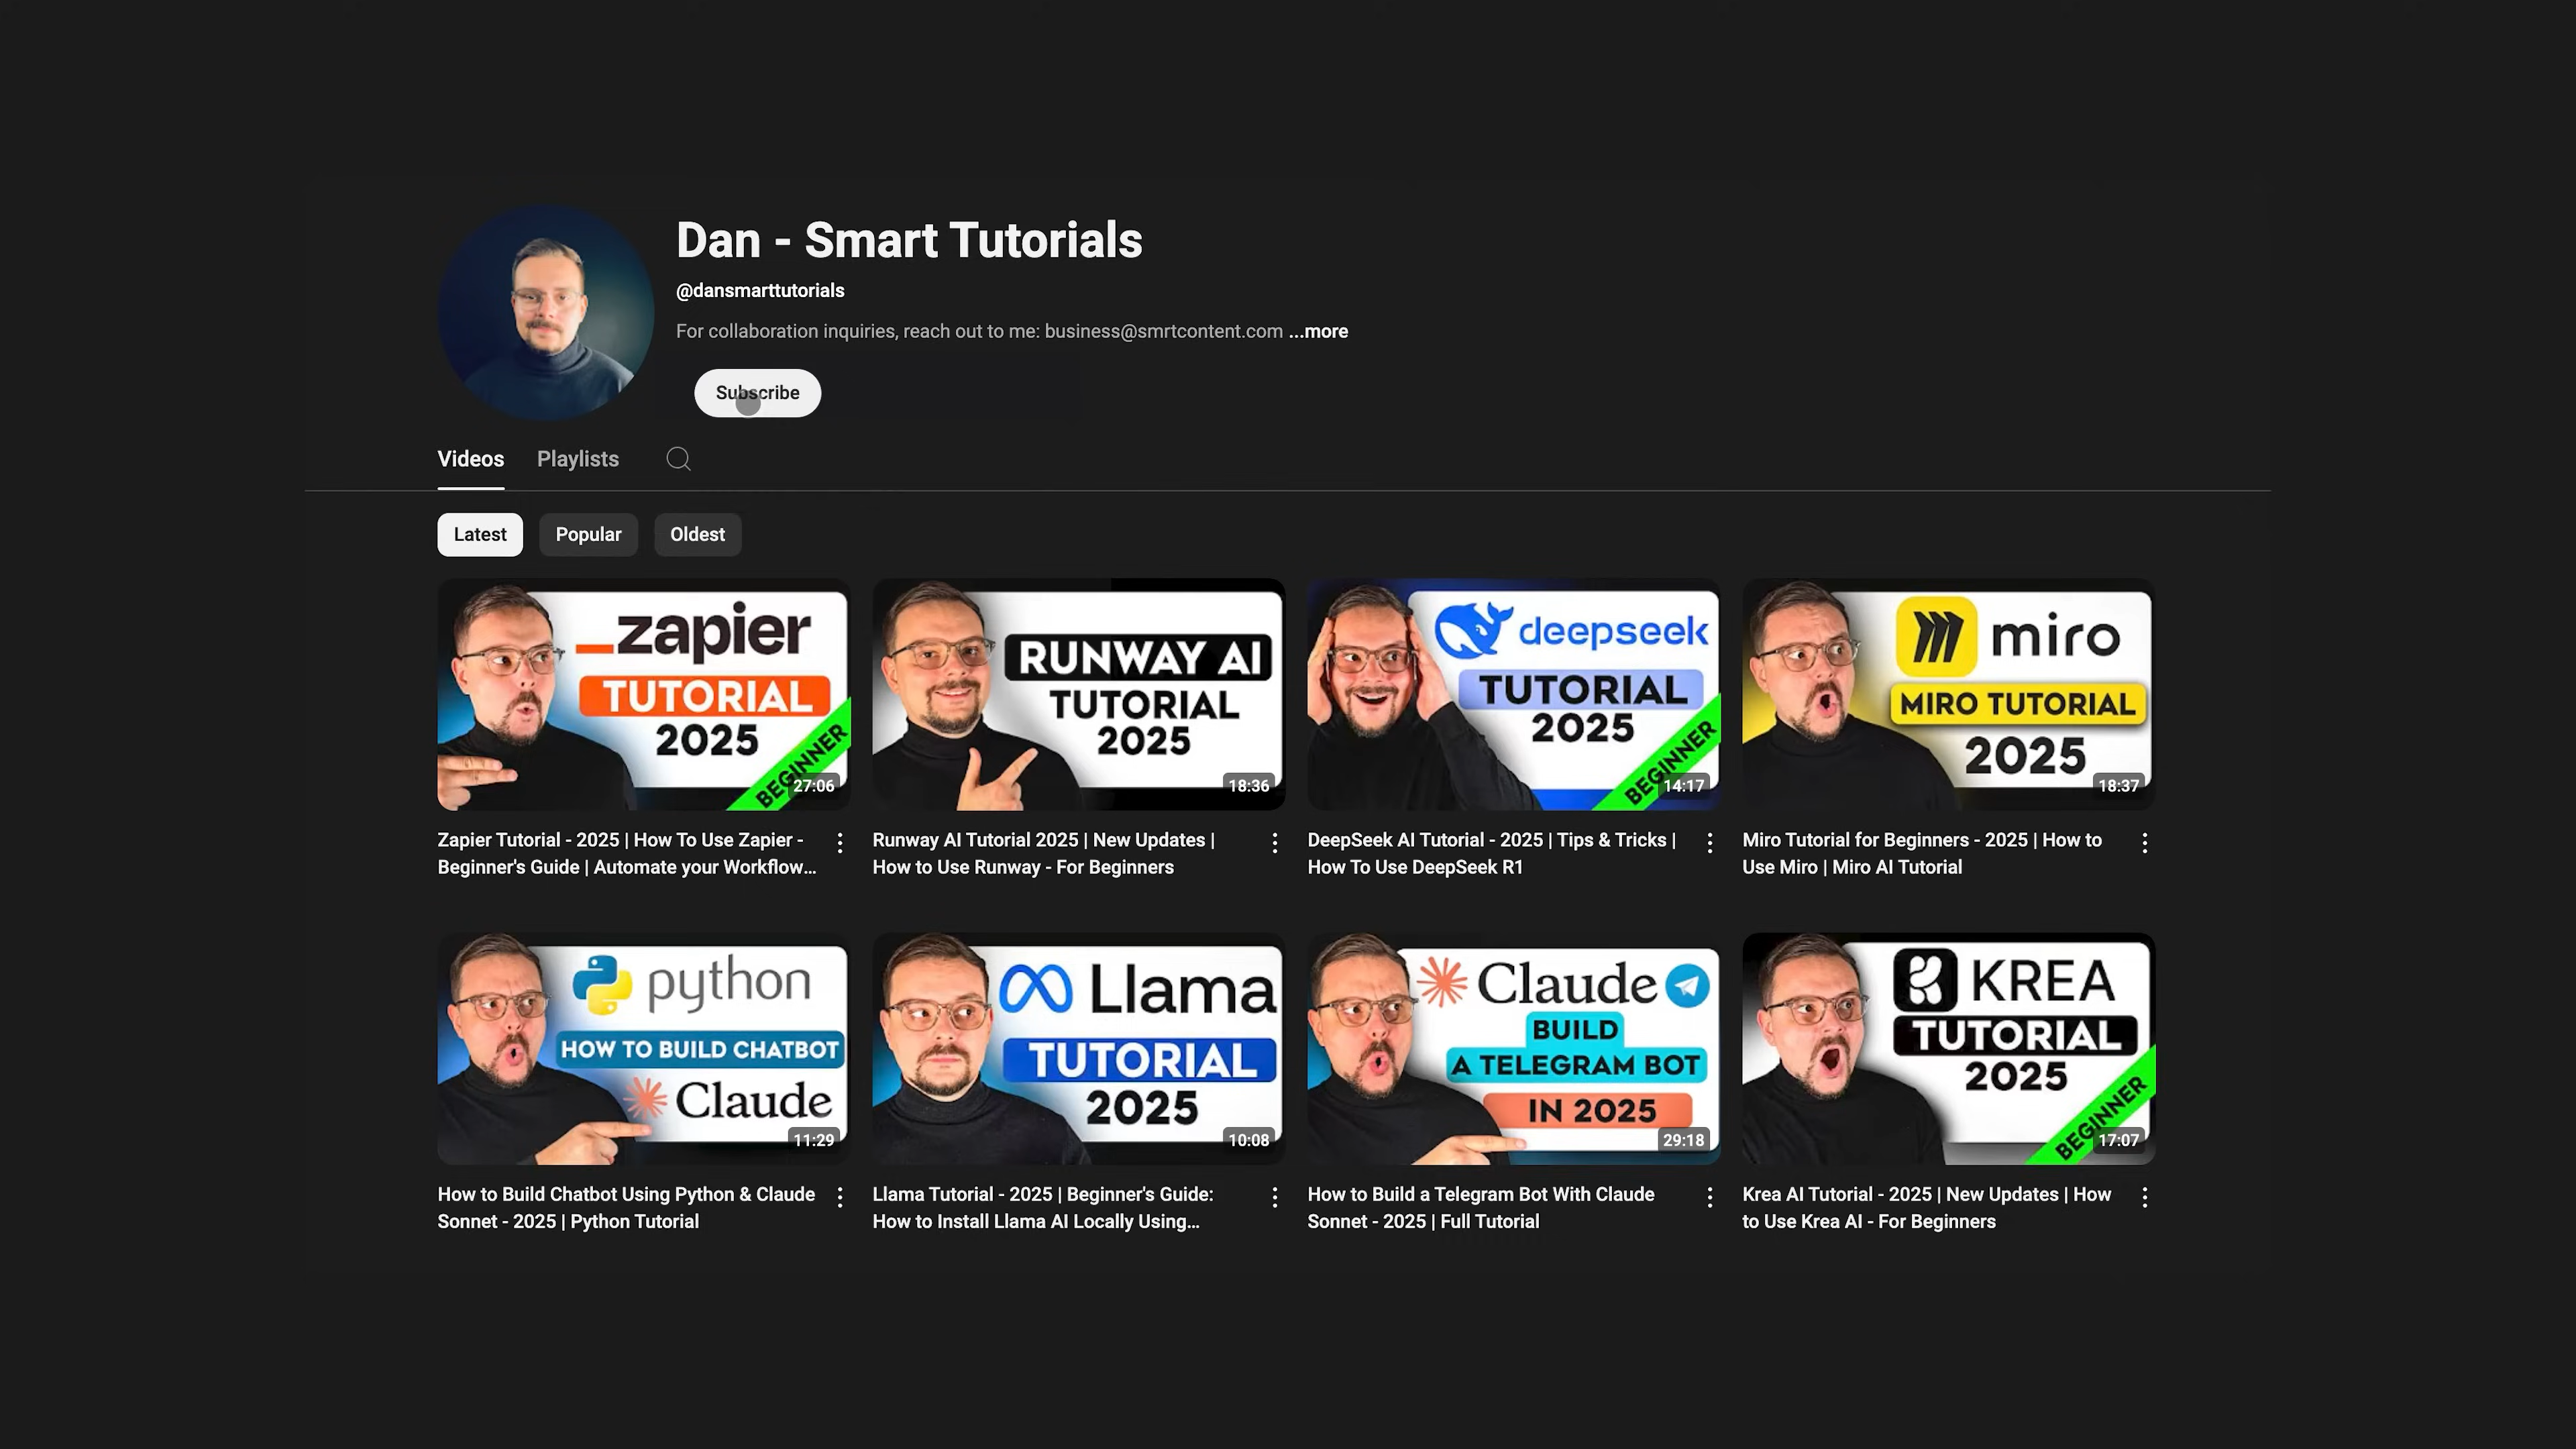 Dan - Smart Tutorials
@dansmarttutorials
For collaboration inquiries, reach out to me: business@smrtcontent.com ...more
Subscribe
Videos Playlists
Latest Popular Oldest
zapier
TUTORIAL
2025
BEGINNER
27:06
Zapier Tutorial - 2025 | How To Use Zapier -
Beginner's Guide | Automate your Workflow...
RUNWAY AI
TUTORIAL
2025
18:36
Runway AI Tutorial 2025 | New Updates |
How to Use Runway - For Beginners
deepseek
TUTORIAL
2025
BEGINNER
14:17
DeepSeek AI Tutorial - 2025 | Tips & Tricks |
How To Use DeepSeek R1
miro
MIRO TUTORIAL
2025
18:37
Miro Tutorial for Beginners - 2025 | How to
Use Miro | Miro AI Tutorial
python
HOW TO BUILD CHATBOT
Claude
11:29
How to Build Chatbot Using Python & Claude
Sonnet - 2025 | Python Tutorial
Llama
TUTORIAL
2025
10:08
Llama Tutorial - 2025 | Beginner's Guide:
How to Install Llama AI Locally Using...
Claude
BUILD
A TELEGRAM BOT
IN 2025
29:18
How to Build a Telegram Bot With Claude
Sonnet - 2025 | Full Tutorial
KREA
TUTORIAL
2025
BEGINNER
17:07
Krea AI Tutorial - 2025 | New Updates | How
to Use Krea AI - For Beginners